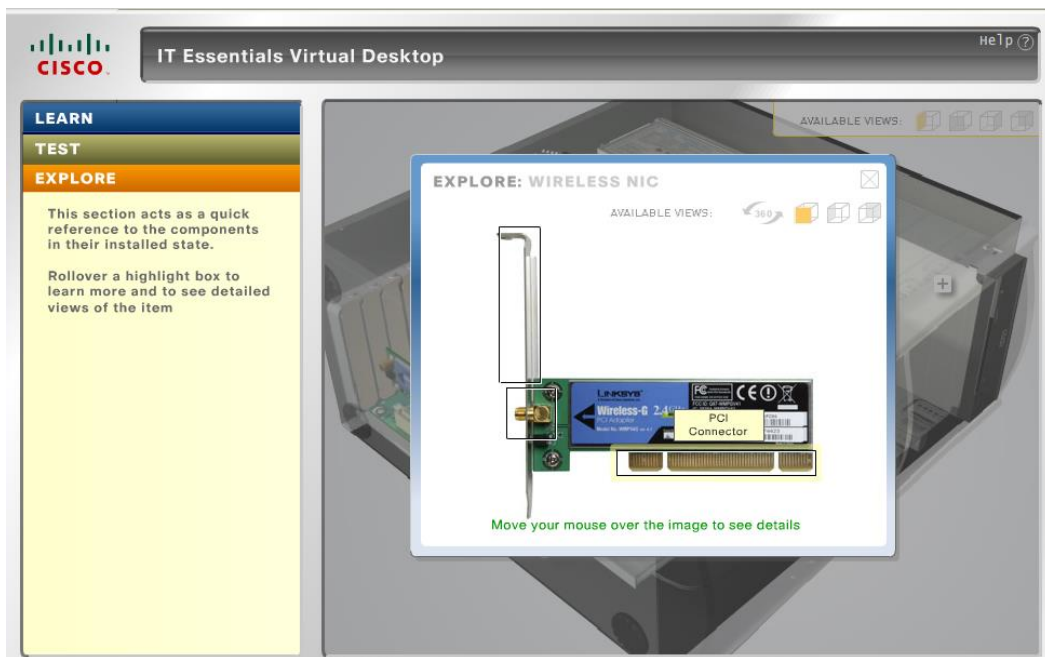 CISCO
IT Essentials Virtual Desktop
Help ?
LEARN
TEST
EXPLORE
This section acts as a quick
reference to the components
in their installed state.
Rollover a highlight box to
learn more and to see detailed
views of the item
AVAILABLE VIEWS:
EXPLORE: WIRELESS NIC
AVAILABLE VIEWS:
360
LINKSYS
Wireless-G 2.4
PCI Adapter
FC
CE
PCI
Connector
Move your mouse over the image to see details